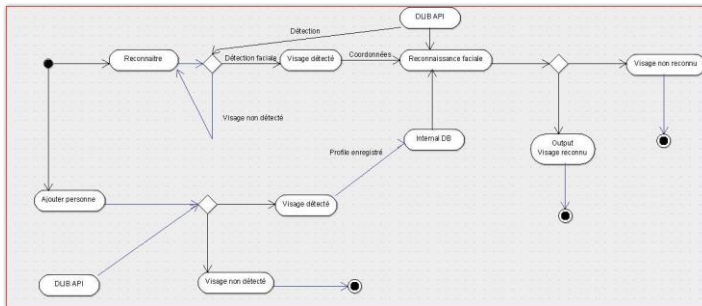 DLIB API
Détection
Reconnaitre
Détection faciale
Visage détecté
Coordonnées
Reconnaissance faciale
Visage non reconnu
Visage non détecté
Internal DB
Output
Visage reconnu
Profile enregistré
Ajouter personne
Visage détecté
DLIB API
Visage non détecté